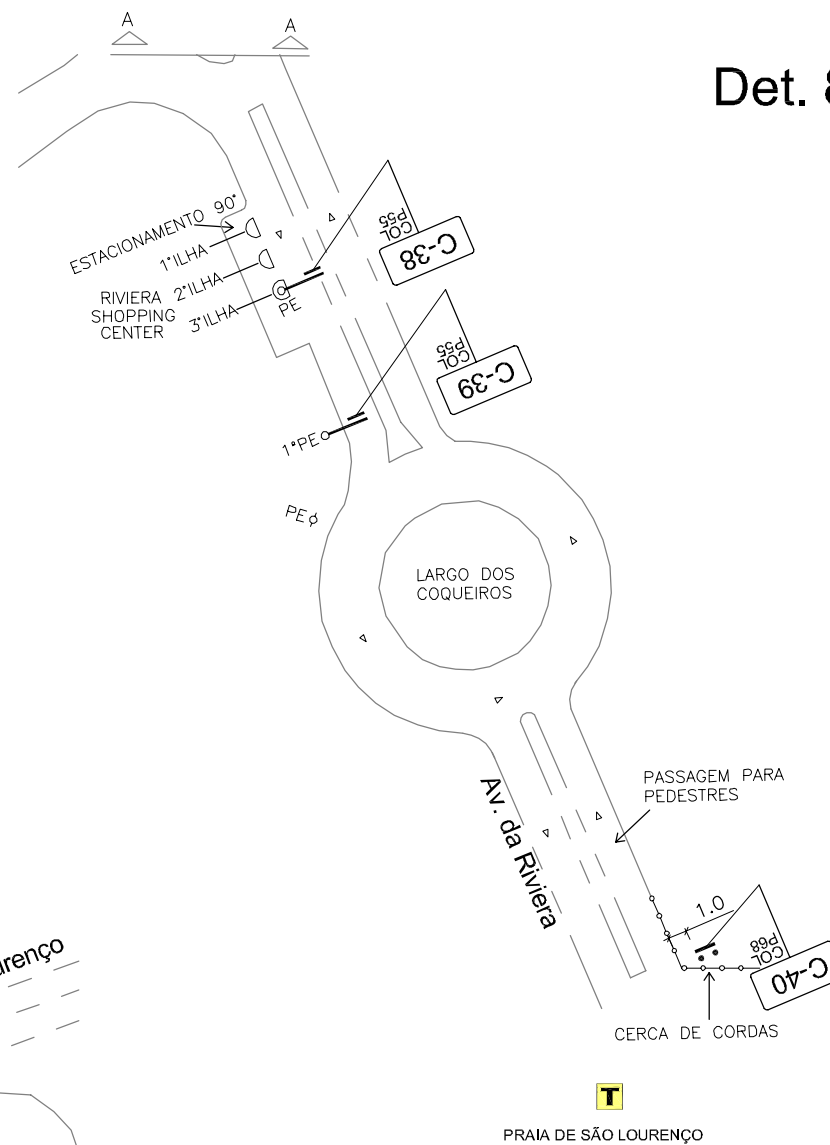 A
A
Det. 8
ESTACIONAMENTO 90°
1°ILHA
2°ILHA
3°ILHA
RIVIERA
SHOPPING
CENTER
PE
COL
P55
C-38
COL
P55
C-39
1°PE
PE
LARGO DOS
COQUEIROS
PASSAGEM PARA
PEDESTRES
Av. da Riviera
1.0
COL
P68
C-40
CERCA DE CORDAS
T
PRAIA DE SÃO LOURENÇO